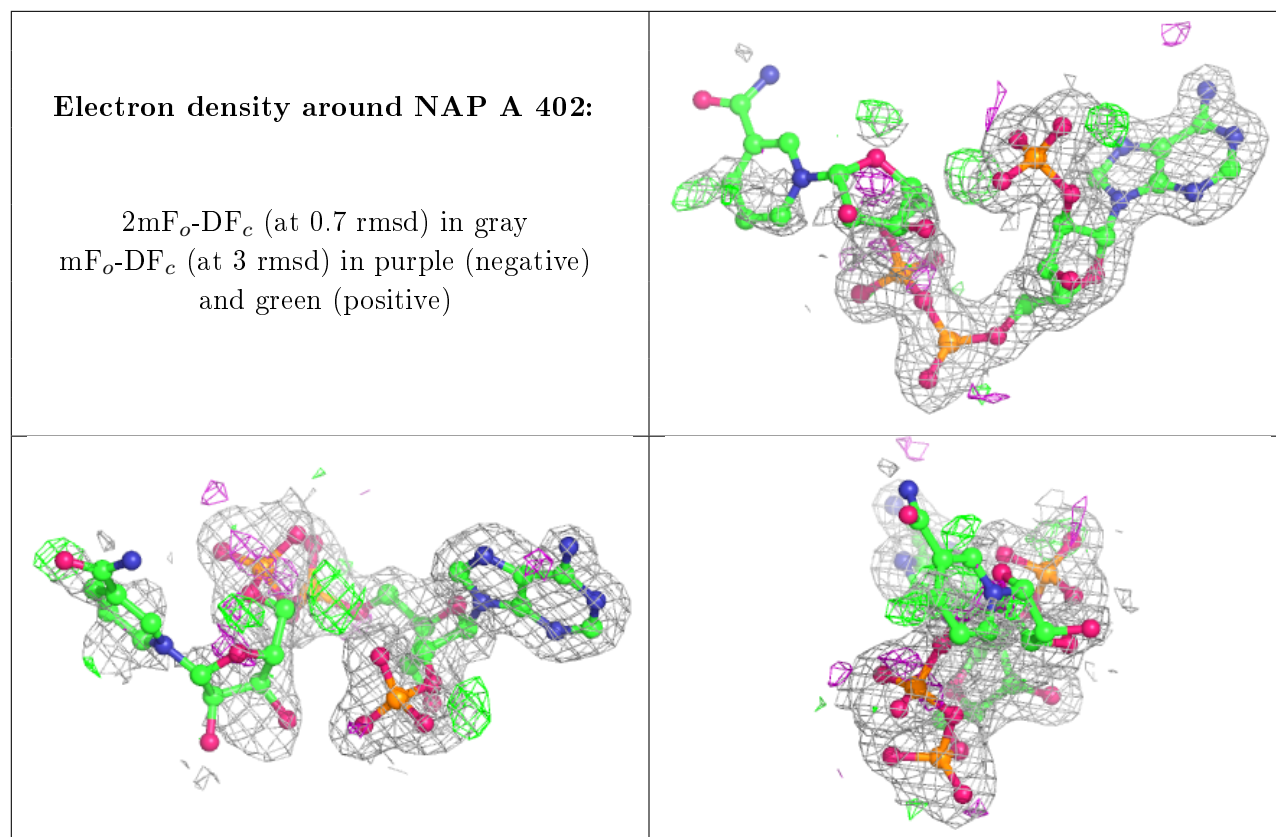 Electron density around NAP A 402:
2mFₒ-DF𝑐 (at 0.7 rmsd) in gray
mFₒ-DF𝑐 (at 3 rmsd) in purple (negative)
and green (positive)